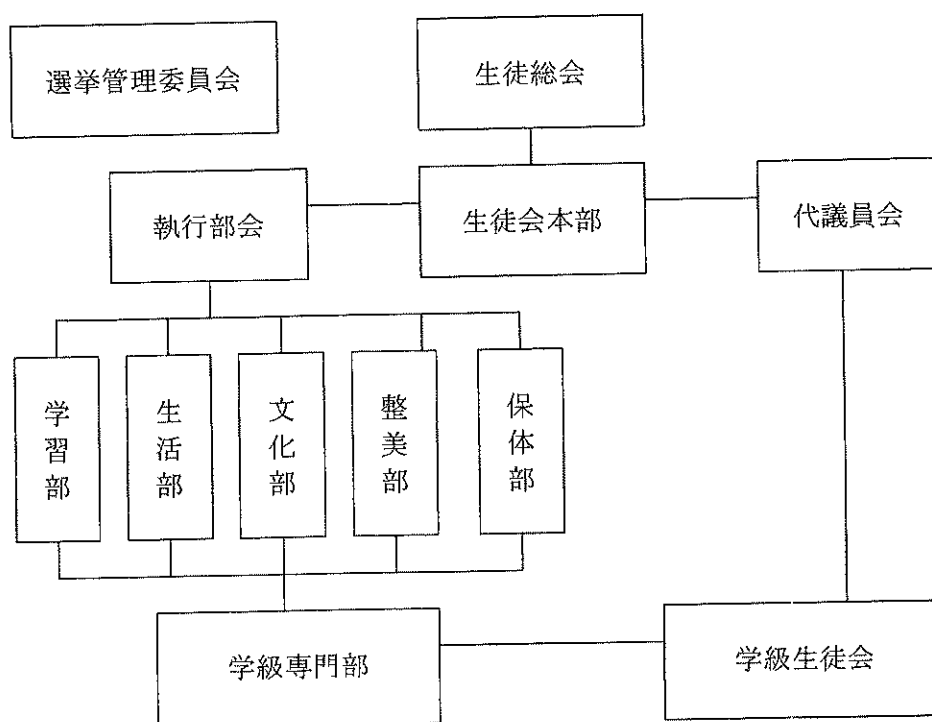 選挙管理委員会
生徒総会
執行部会
生徒会本部
代議員会
学習部
生活部
文化部
整美部
保体部
学級専門部
学級生徒会